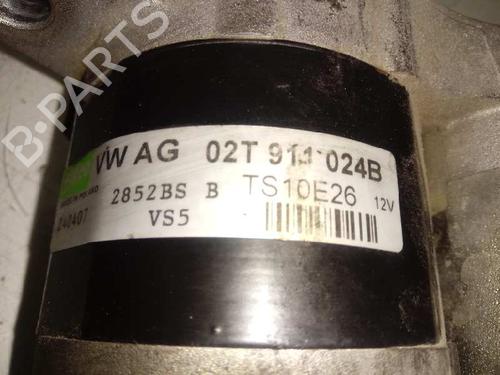 B-PARTS
VW AG 02T 911 024B
2852BS B TS10E26 12V
VS5